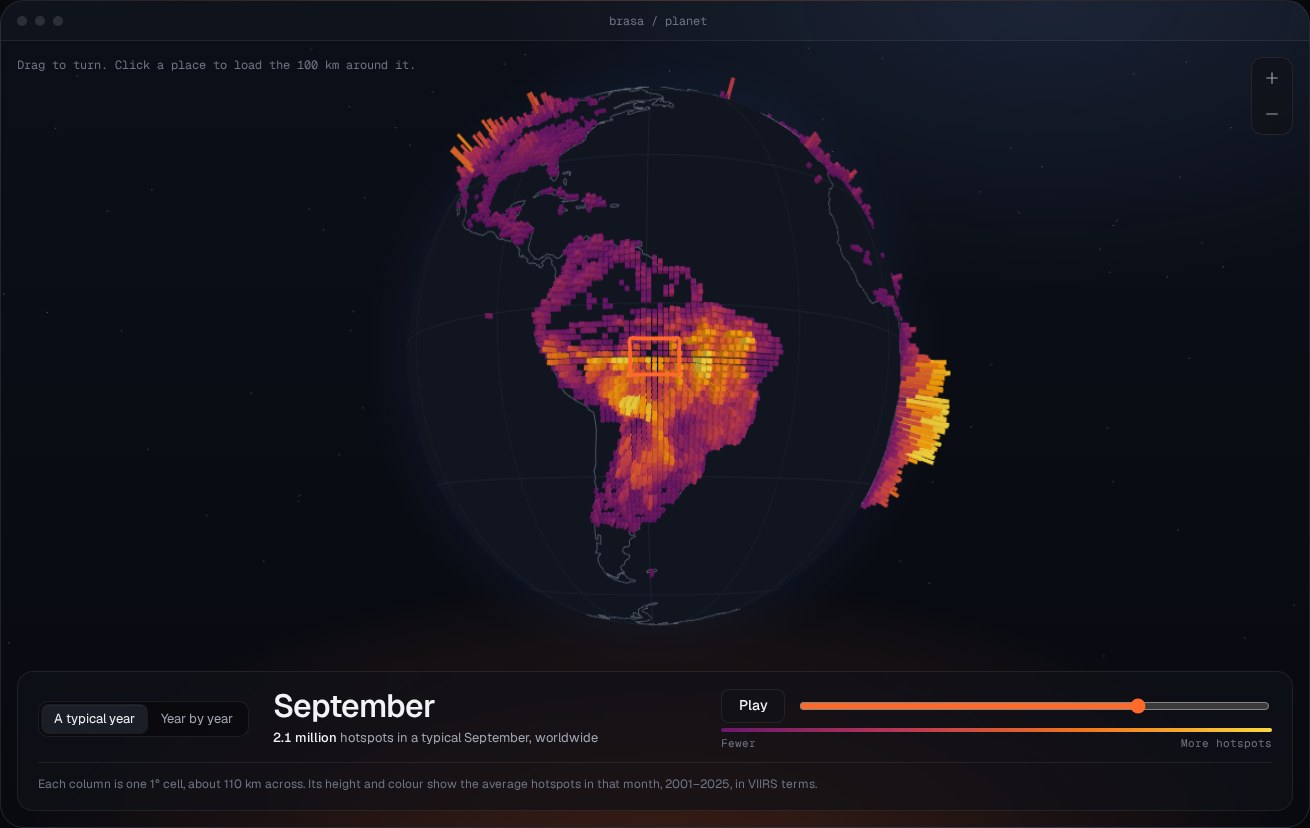 brasa / planet
Drag to turn. Click a place to load the 100 km around it.
+
−
A typical year
Year by year
September
2.1 million hotspots in a typical September, worldwide
Play
Fewer
More hotspots
Each column is one 1° cell, about 110 km across. Its height and colour show the average hotspots in that month, 2001–2025, in VIIRS terms.